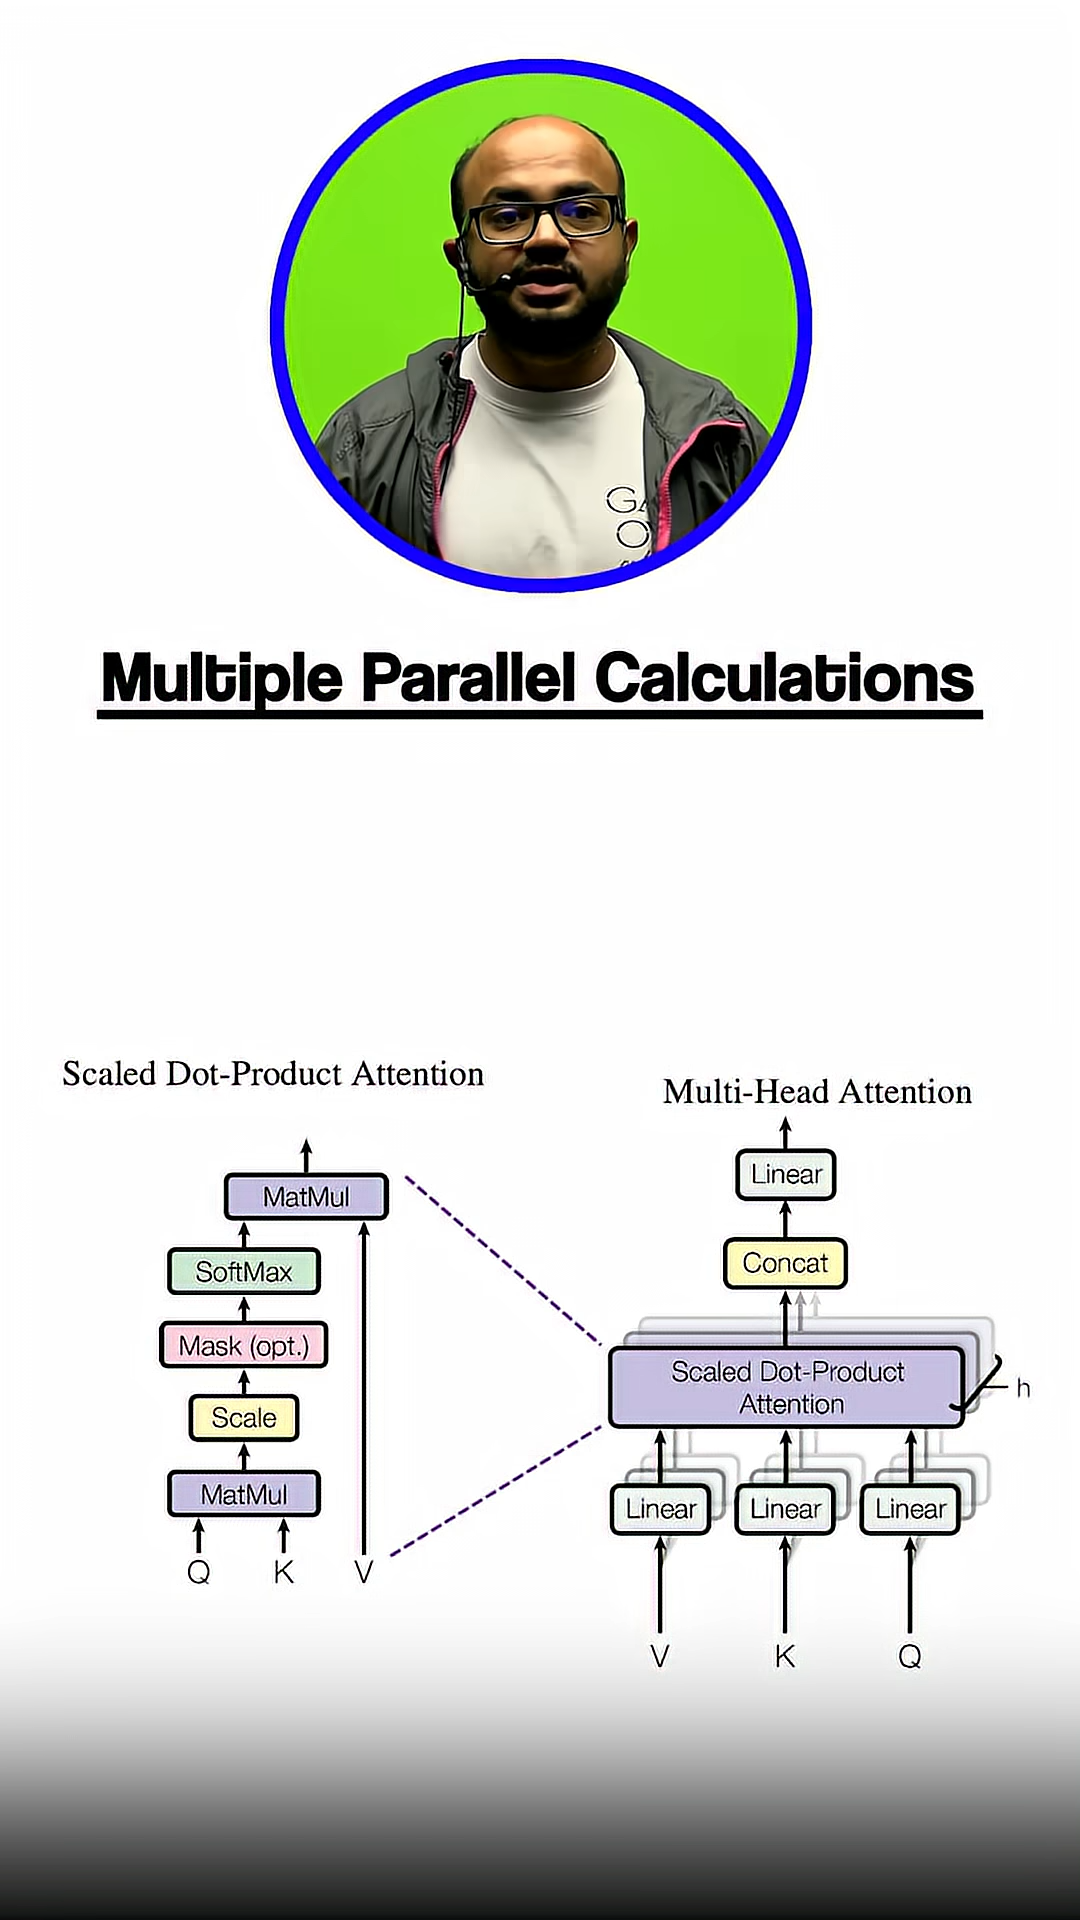 GA
O
Multiple Parallel Calculations
Scaled Dot-Product Attention
MatMul
SoftMax
Mask (opt.)
Scale
MatMul
Q K V
Multi-Head Attention
Linear
Concat
Scaled Dot-Product
Attention
h
Linear Linear Linear
V K Q